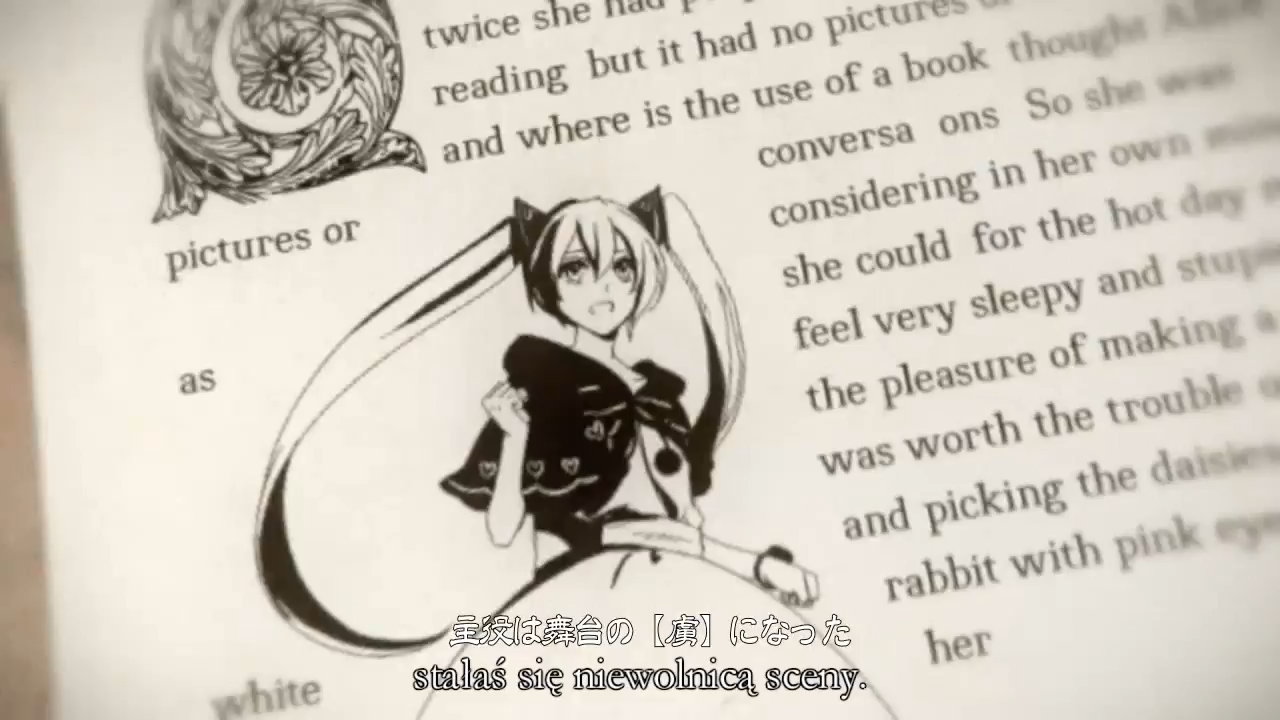 twice she had
reading but it had no pictures
and where is the use of a book thought Alice
conversa ons So she was
considering in her own
pictures or
she could for the hot day
feel very sleepy and
as
the pleasure of making a
was worth the trouble
and picking the daisies
rabbit with pink
her
white
主役は舞台の【虜】になった
stałaś się niewolnicą sceny.